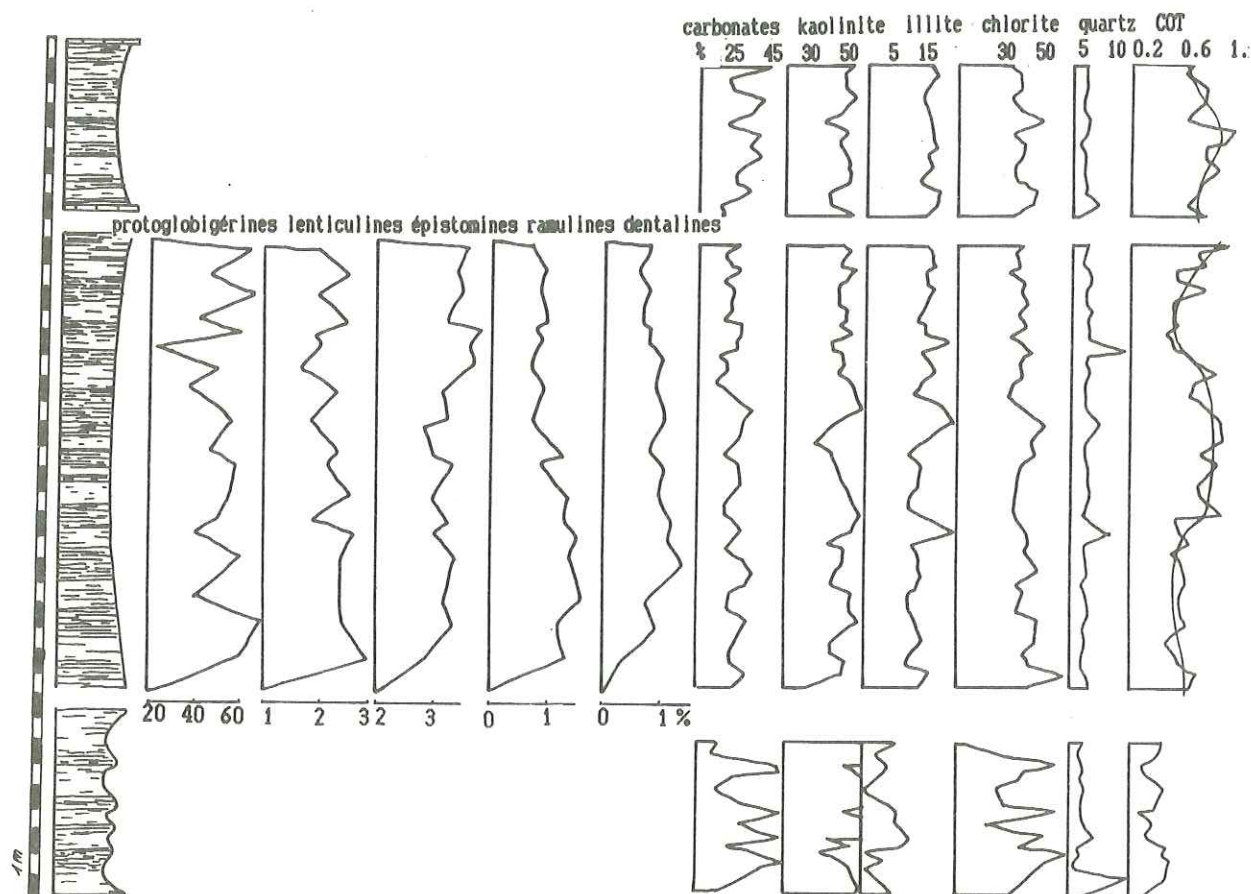 carbonates kaolinite illite chlorite quartz COT
% 25 45 30 50 5 15 30 50 5 10 0.2 0.6 1.
protoglobigérines lenticulines épistomines ramulines dentalines
20 40 60 1 2 3 2 3 0 1 0 1 %
1m